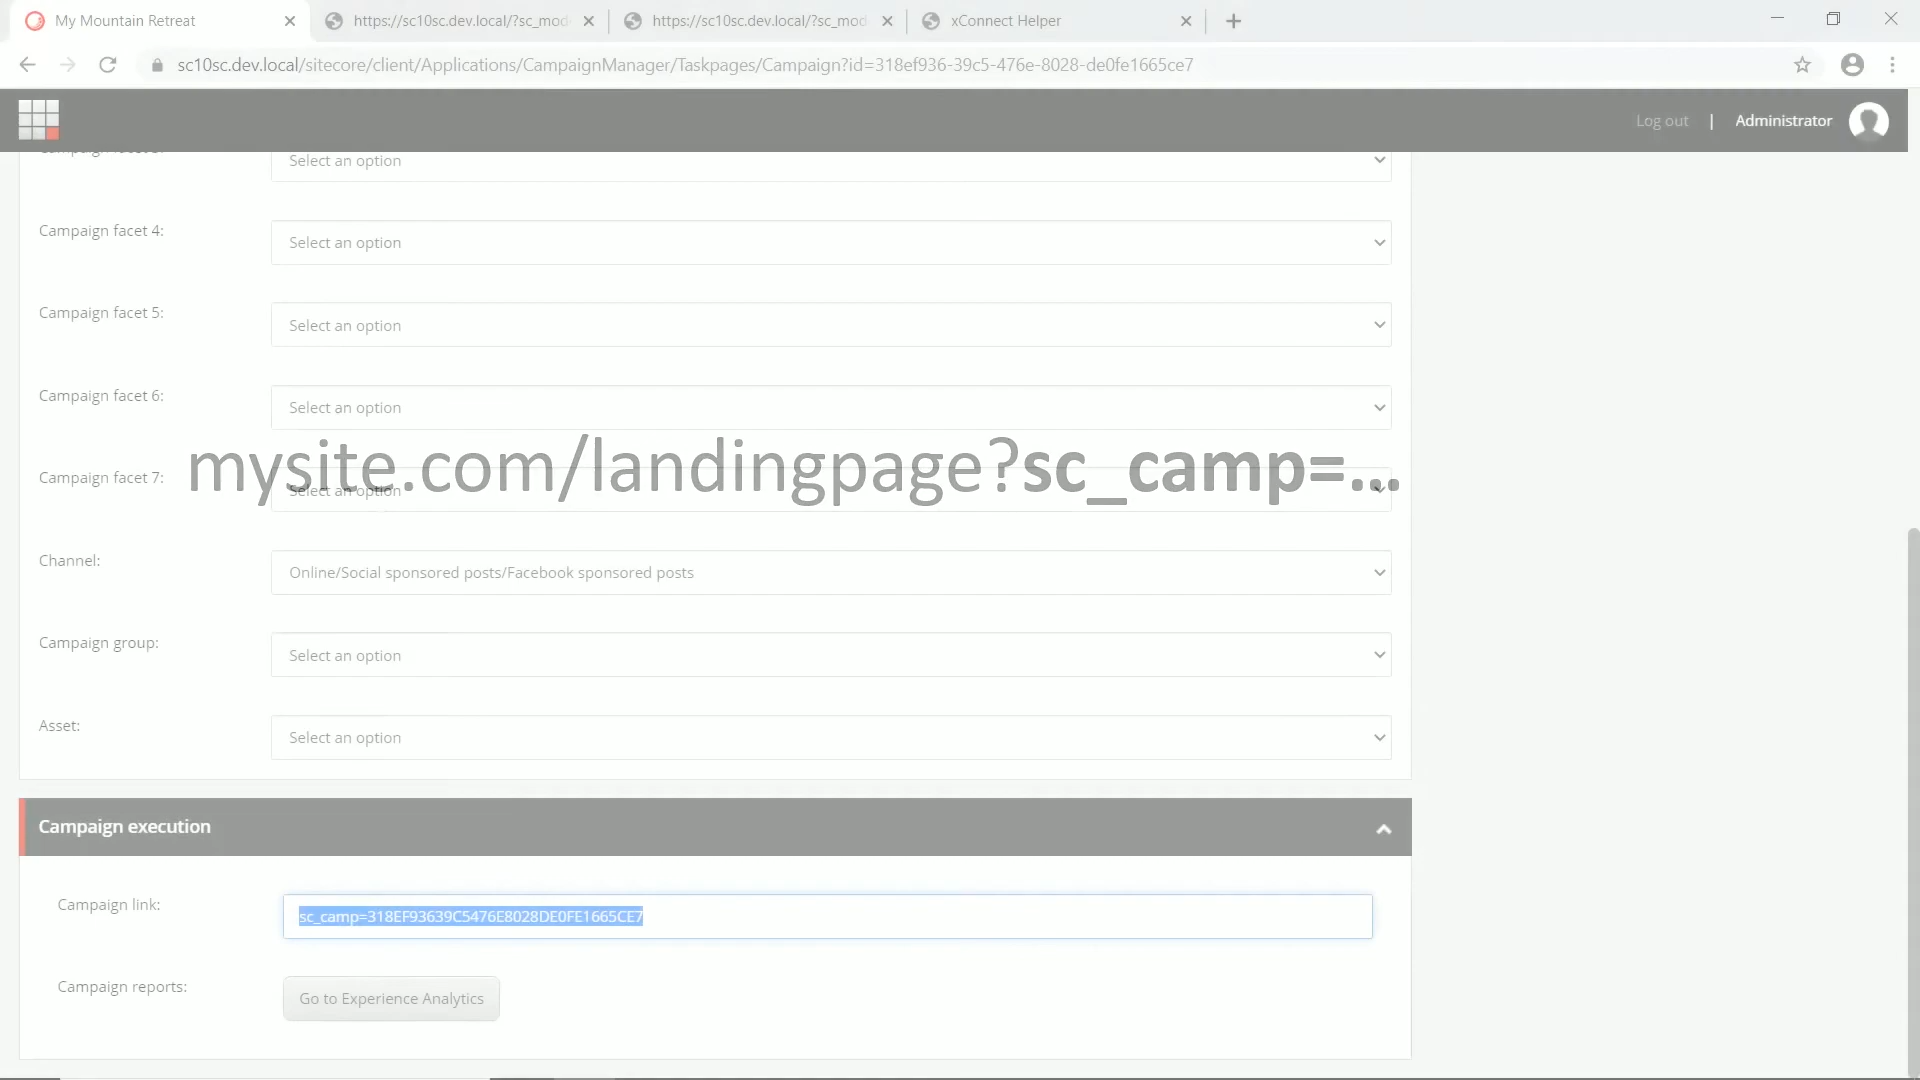 My Mountain Retreat
https://sc10sc.dev.local/?sc_mod
https://sc10sc.dev.local/?sc_mod
xConnect Helper
sc10sc.dev.local/sitecore/client/Applications/CampaignManager/Taskpages/Campaign?id=318ef936-39c5-476e-8028-de0fe1665ce7
Log out | Administrator
Select an option
Campaign facet 4:
Select an option
Campaign facet 5:
Select an option
Campaign facet 6:
Select an option
mysite.com/landingpage?sc_camp=...
Campaign facet 7:
Select an option
Channel:
Online/Social sponsored posts/Facebook sponsored posts
Campaign group:
Select an option
Asset:
Select an option
Campaign execution
Campaign link:
sc_camp=318EF93639C5476E8028DE0FE1665CE7
Campaign reports:
Go to Experience Analytics